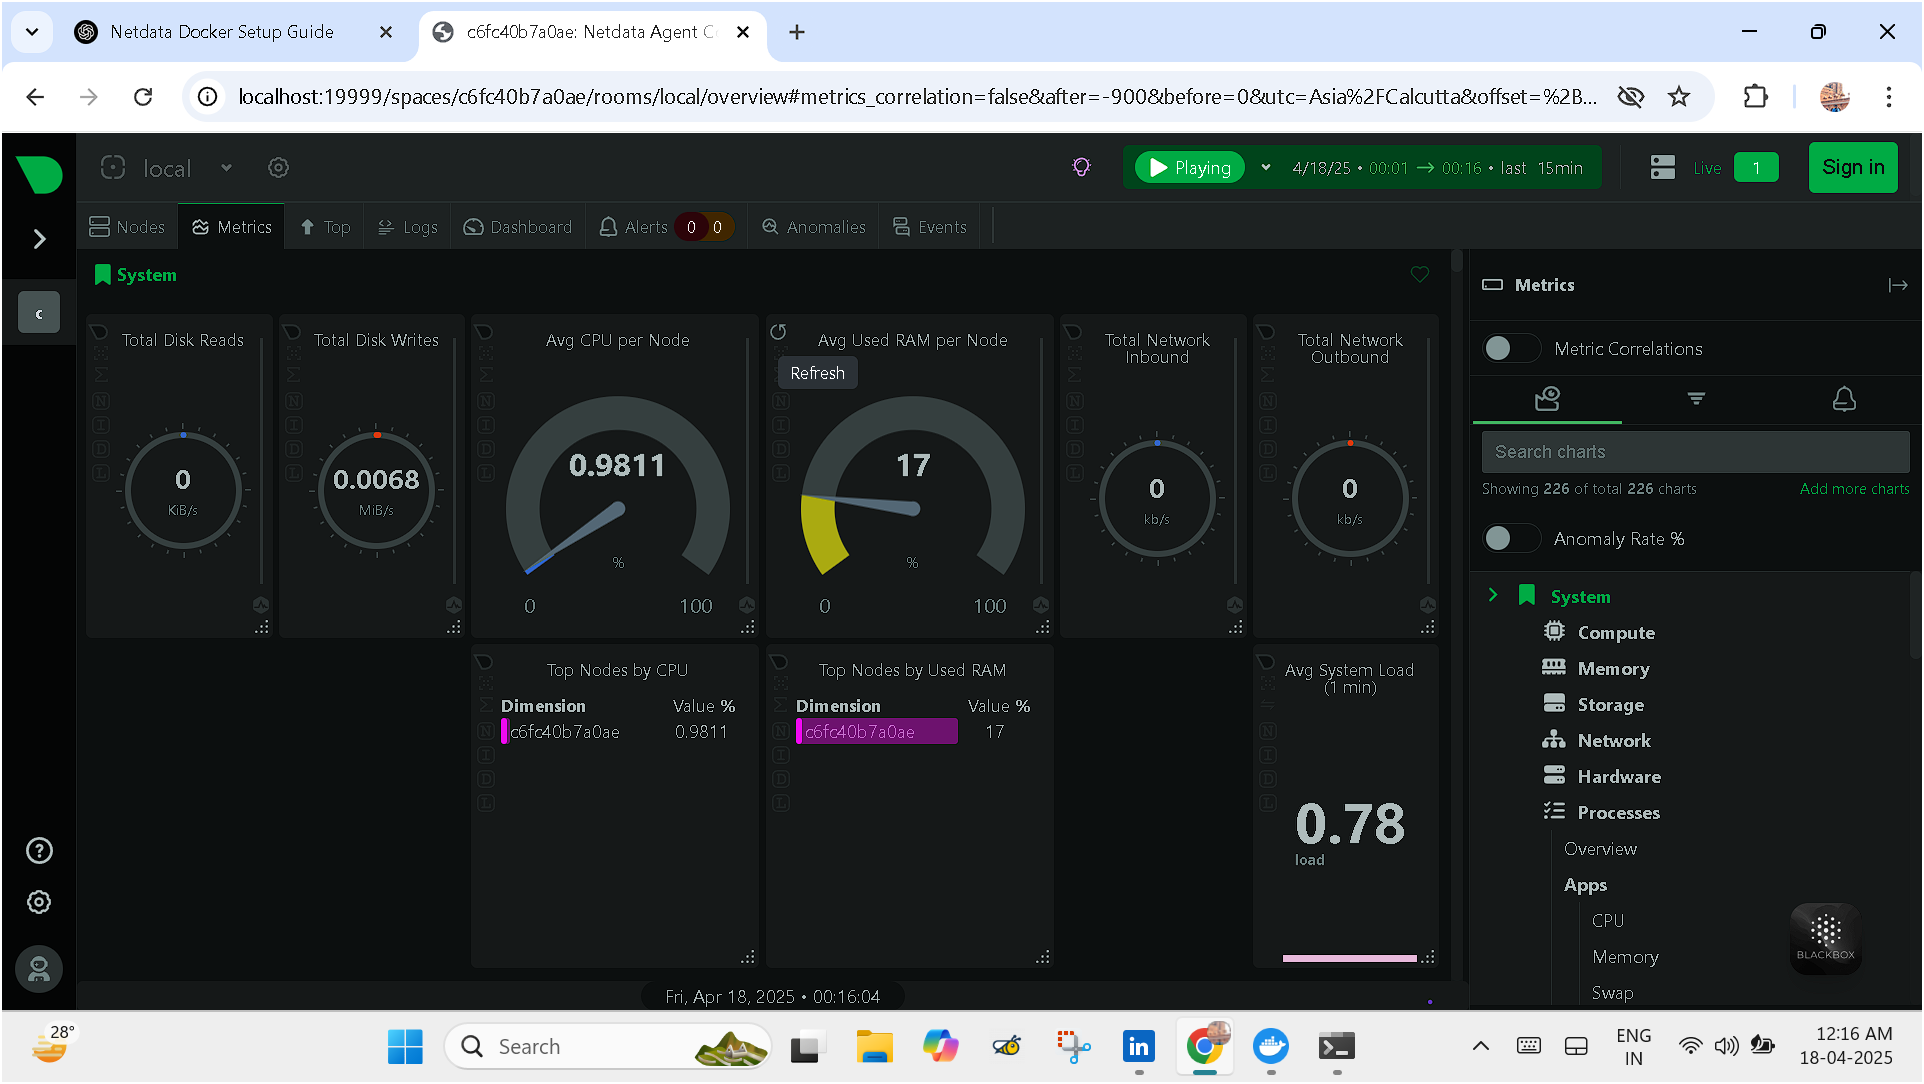 Netdata Docker Setup Guide
c6fc40b7a0ae: Netdata Agent C
localhost:19999/spaces/c6fc40b7a0ae/rooms/local/overview#metrics_correlation=false&after=-900&before=0&utc=Asia%2FCalcutta&offset=%2B...
local
Playing 4/18/25 • 00:01 → 00:16 • last 15min
Live 1
Sign in
Nodes
Metrics
Top
Logs
Dashboard
Alerts 0 0
Anomalies
Events
c
System
Total Disk Reads
N
I
D
L
0
KiB/s
Total Disk Writes
N
I
D
L
0.0068
MiB/s
Avg CPU per Node
N
I
D
L
0.9811
%
0 100
Avg Used RAM per Node
Refresh
N
I
D
L
17
%
0 100
Total Network
Inbound
N
I
D
L
0
kb/s
Total Network
Outbound
N
I
D
L
0
kb/s
Top Nodes by CPU
Dimension Value %
c6fc40b7a0ae 0.9811
N
I
D
L
Top Nodes by Used RAM
Dimension Value %
c6fc40b7a0ae 17
N
I
D
L
Avg System Load
(1 min)
N
I
D
L
0.78
load
Fri, Apr 18, 2025 • 00:16:04
Metrics
Metric Correlations
Search charts
Showing 226 of total 226 charts Add more charts
Anomaly Rate %
System
Compute
Memory
Storage
Network
Hardware
Processes
Overview
Apps
CPU
Memory
Swap
BLACKBOX
28°
Search
in
ENG
IN
12:16 AM
18-04-2025